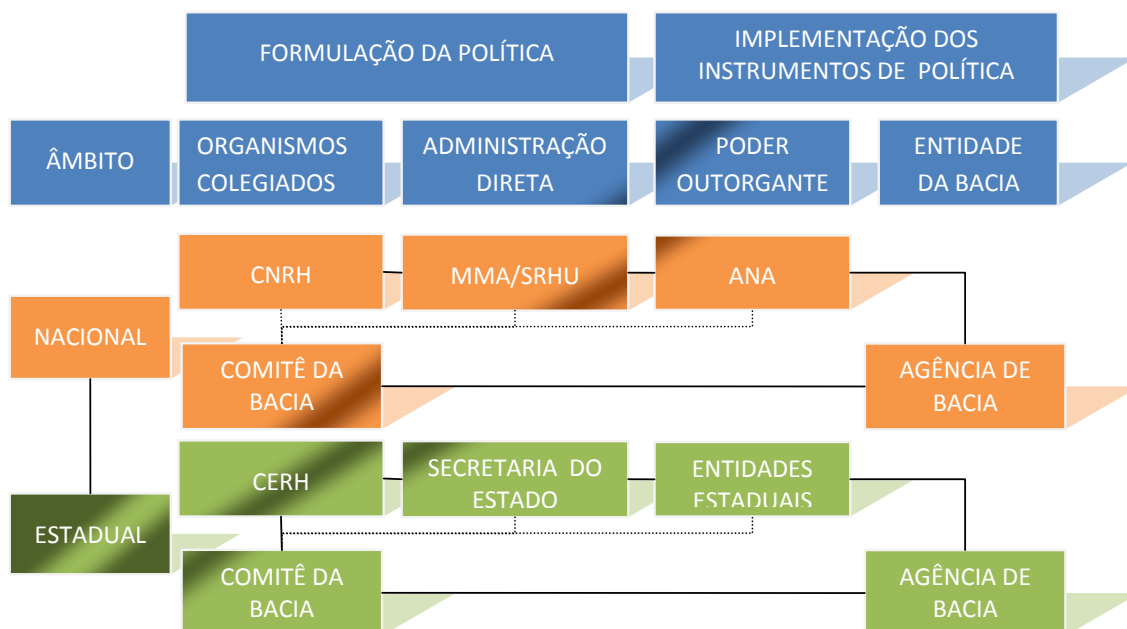 FORMULAÇÃO DA POLÍTICA
IMPLEMENTAÇÃO DOS
INSTRUMENTOS DE POLÍTICA
ÂMBITO
ORGANISMOS
COLEGIADOS
ADMINISTRAÇÃO
DIRETA
PODER
OUTORGANTE
ENTIDADE
DA BACIA
NACIONAL
CNRH
MMA/SRHU
ANA
COMITÊ DA
BACIA
AGÊNCIA DE
BACIA
ESTADUAL
CERH
SECRETARIA DO
ESTADO
ENTIDADES
ESTADUAIS
COMITÊ DA
BACIA
AGÊNCIA DE
BACIA